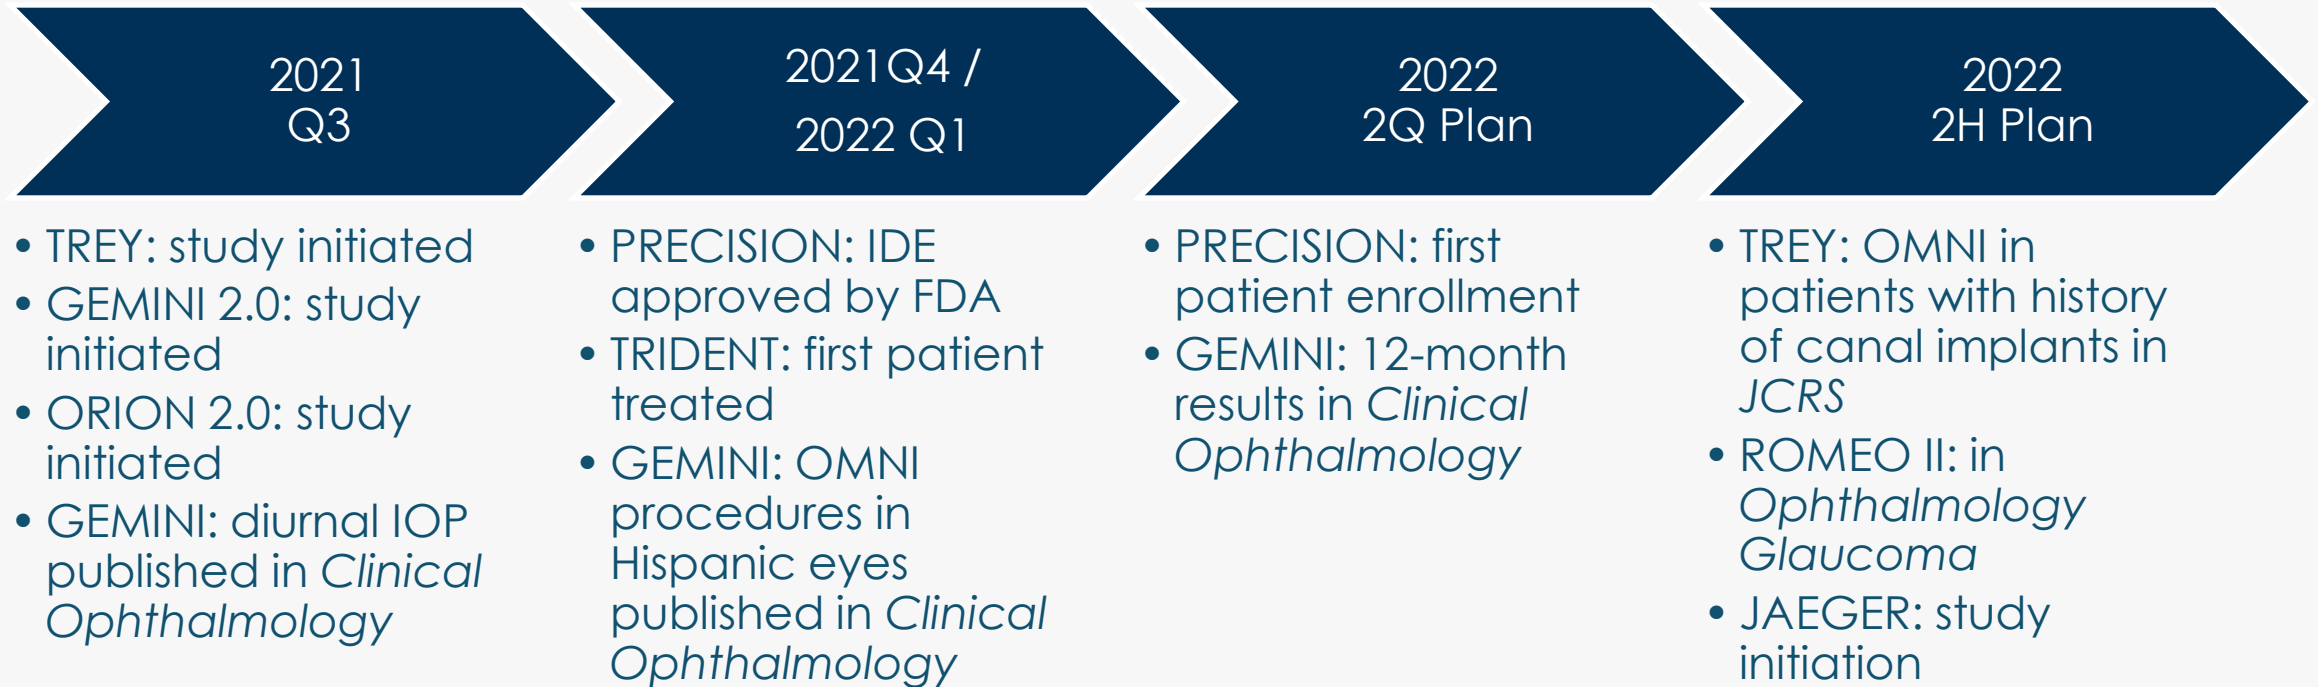 2021
Q3
2021Q4 /
2022 Q1
2022
2Q Plan
2022
2H Plan
• TREY: study initiated
• GEMINI 2.0: study
initiated
• ORION 2.0: study
initiated
• GEMINI: diurnal IOP
published in Clinical
Ophthalmology
• PRECISION: IDE
approved by FDA
• TRIDENT: first patient
treated
• GEMINI: OMNI
procedures in
Hispanic eyes
published in Clinical
Ophthalmology
• PRECISION: first
patient enrollment
• GEMINI: 12-month
results in Clinical
Ophthalmology
• TREY: OMNI in
patients with history
of canal implants in
JCRS
• ROMEO II: in
Ophthalmology
Glaucoma
• JAEGER: study
initiation